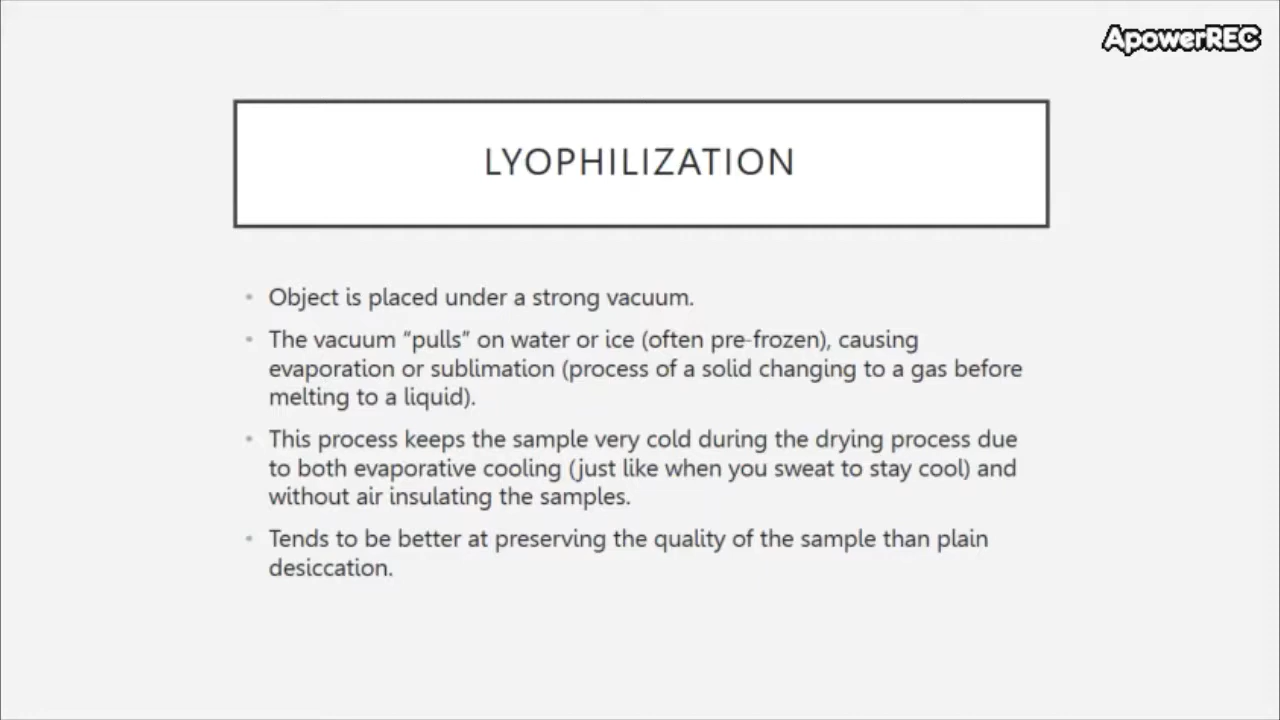 ApowerREC
LYOPHILIZATION
• Object is placed under a strong vacuum.
• The vacuum “pulls” on water or ice (often pre-frozen), causing
evaporation or sublimation (process of a solid changing to a gas before
melting to a liquid).
• This process keeps the sample very cold during the drying process due
to both evaporative cooling (just like when you sweat to stay cool) and
without air insulating the samples.
• Tends to be better at preserving the quality of the sample than plain
desiccation.